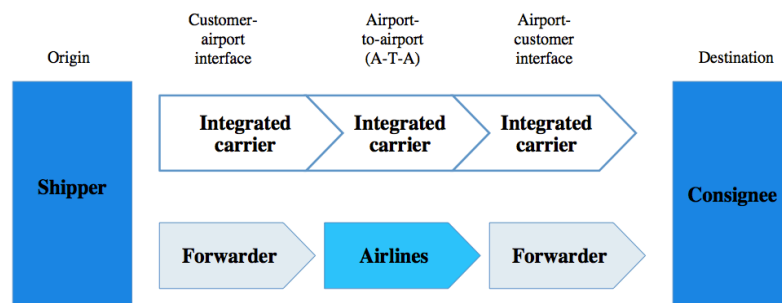 Customer-
airport
interface
Airport-
to-airport
(A-T-A)
Airport-
customer
interface
Origin
Destination
Integrated
carrier
Integrated
carrier
Integrated
carrier
Shipper
Consignee
Forwarder
Airlines
Forwarder